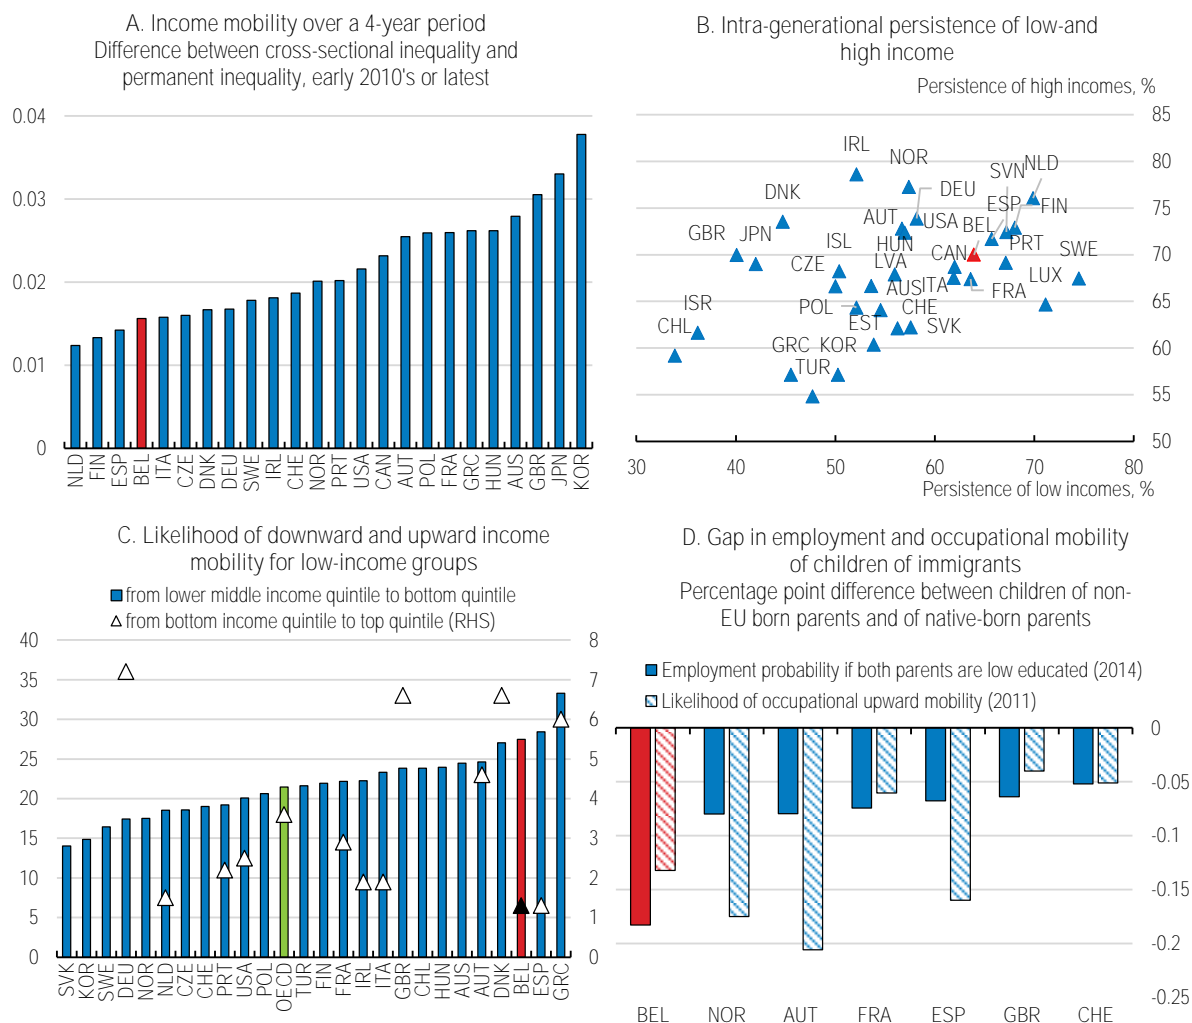 A. Income mobility over a 4-year period
Difference between cross-sectional inequality and
permanent inequality, early 2010's or latest
0.04
0.03
0.02
0.01
0
NLD FIN ESP BEL ITA CZE DNK DEU SWE IRL CHE NOR PRT USA CAN AUT POL FRA GRC HUN AUS GBR JPN KOR
B. Intra-generational persistence of low-and
high income
Persistence of high incomes, %
85
80
75
70
65
60
55
50
IRL
NOR
SVN
NLD
DNK
DEU
ESP
FIN
AUT
USA
BEL
GBR
JPN
ISL
HUN
CAN
PRT
SWE
CZE
LVA
ITA
LUX
AUS
FRA
ISR
POL
CHE
CHL
EST
SVK
GRC
KOR
TUR
30 40 50 60 70 80
Persistence of low incomes, %
C. Likelihood of downward and upward income
mobility for low-income groups
from lower middle income quintile to bottom quintile
from bottom income quintile to top quintile (RHS)
40
35
30
25
20
15
10
5
0
8
7
6
5
4
3
2
1
0
SVK KOR SWE DEU NOR NLD CZE CHE PRT USA POL OECD TUR FIN FRA IRL ITA GBR CHL HUN AUS AUT DNK BEL ESP GRC
D. Gap in employment and occupational mobility
of children of immigrants
Percentage point difference between children of non-
EU born parents and of native-born parents
Employment probability if both parents are low educated (2014)
Likelihood of occupational upward mobility (2011)
0
-0.05
-0.1
-0.15
-0.2
-0.25
BEL NOR AUT FRA ESP GBR CHE